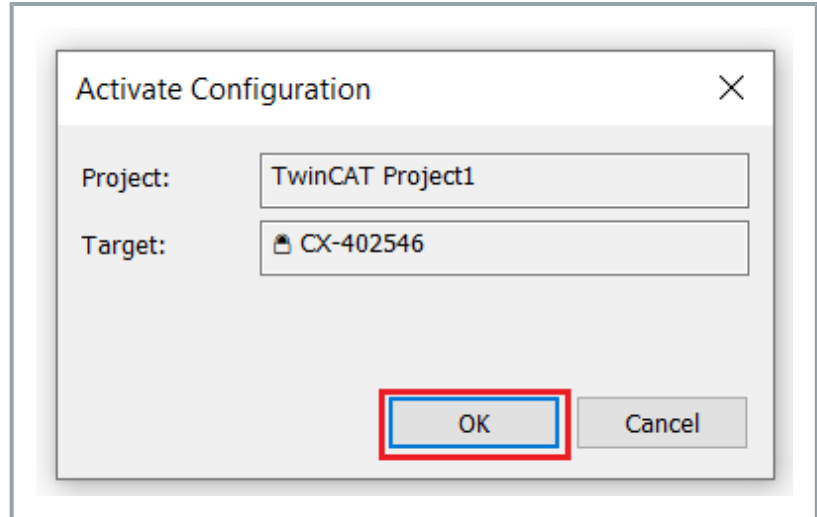 Activate Configuration
Project: TwinCAT Project1
Target: CX-402546
OK Cancel